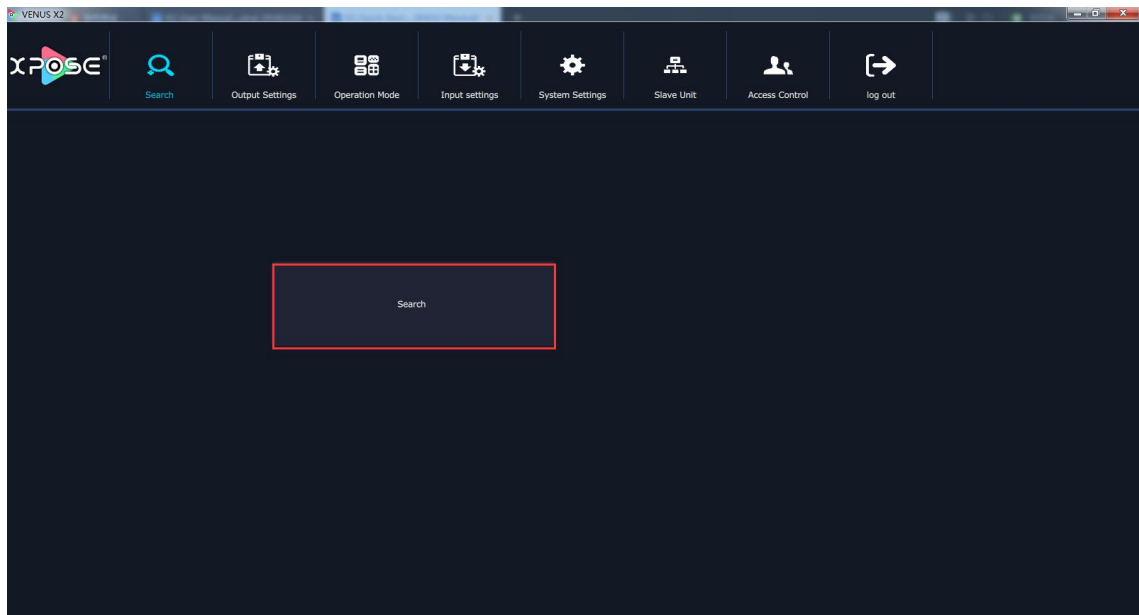 VENUS X2
XPOSE®
Search
Output Settings
Operation Mode
Input settings
System Settings
Slave Unit
Access Control
log out
Search